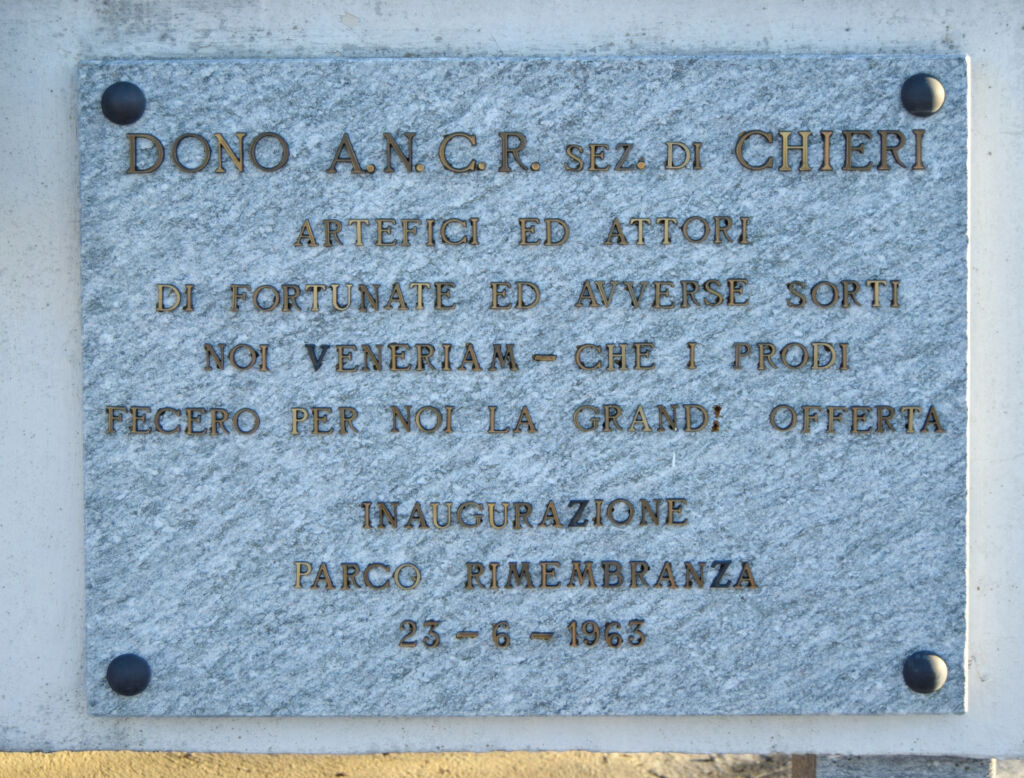 DONO A.N.C.R. SEZ. DI CHIERI
ARTEFICI ED ATTORI
DI FORTUNATE ED AVVERSE SORTI
NOI VENERIAM - CHE I PRODI
FECERO PER NOI LA GRAND! OFFERTA
INAUGURAZIONE
PARCO RIMEMBRANZA
23-6-1963